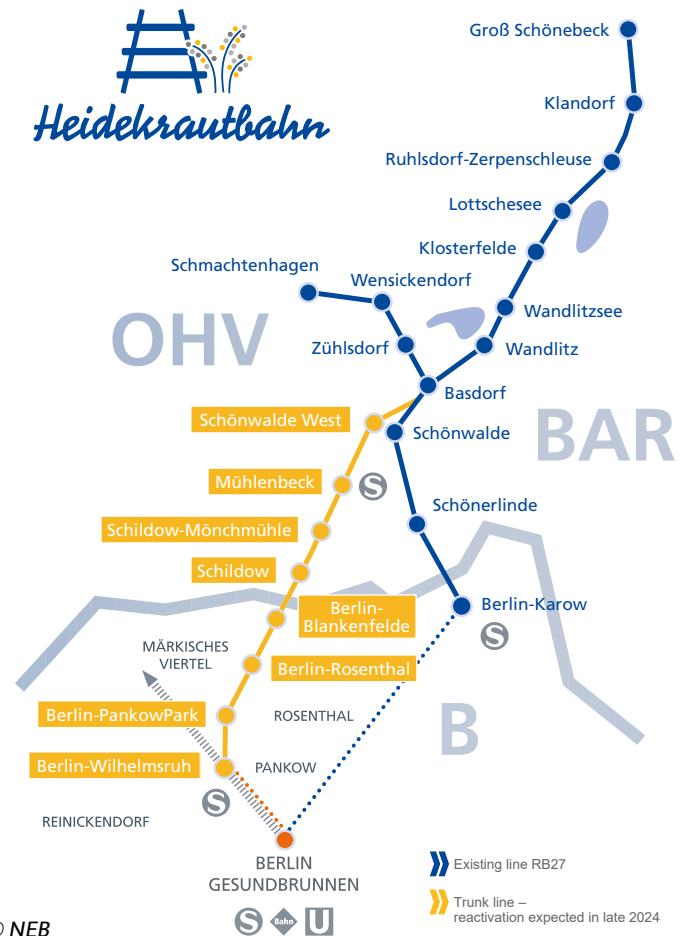 Heidekrautbahn
Groß Schönebeck
Klandorf
Ruhlsdorf-Zerpenschleuse
Lottschesee
Klosterfelde
Schmachtenhagen
Wensickendorf
Wandlitzsee
OHV
Zühlsdorf
Wandlitz
Basdorf
Schönwalde West
BAR
Schönwalde
Mühlenbeck
S
Schönerlinde
Schildow-Mönchmühle
Schildow
Berlin-
Blankenfelde
Berlin-Karow
S
MÄRKISCHES
VIERTEL
Berlin-Rosenthal
Berlin-PankowPark
ROSENTHAL
B
Berlin-Wilhelmsruh
PANKOW
S
REINICKENDORF
BERLIN
GESUNDBRUNNEN
S Bahn U
Existing line RB27
Trunk line –
reactivation expected in late 2024
© NEB